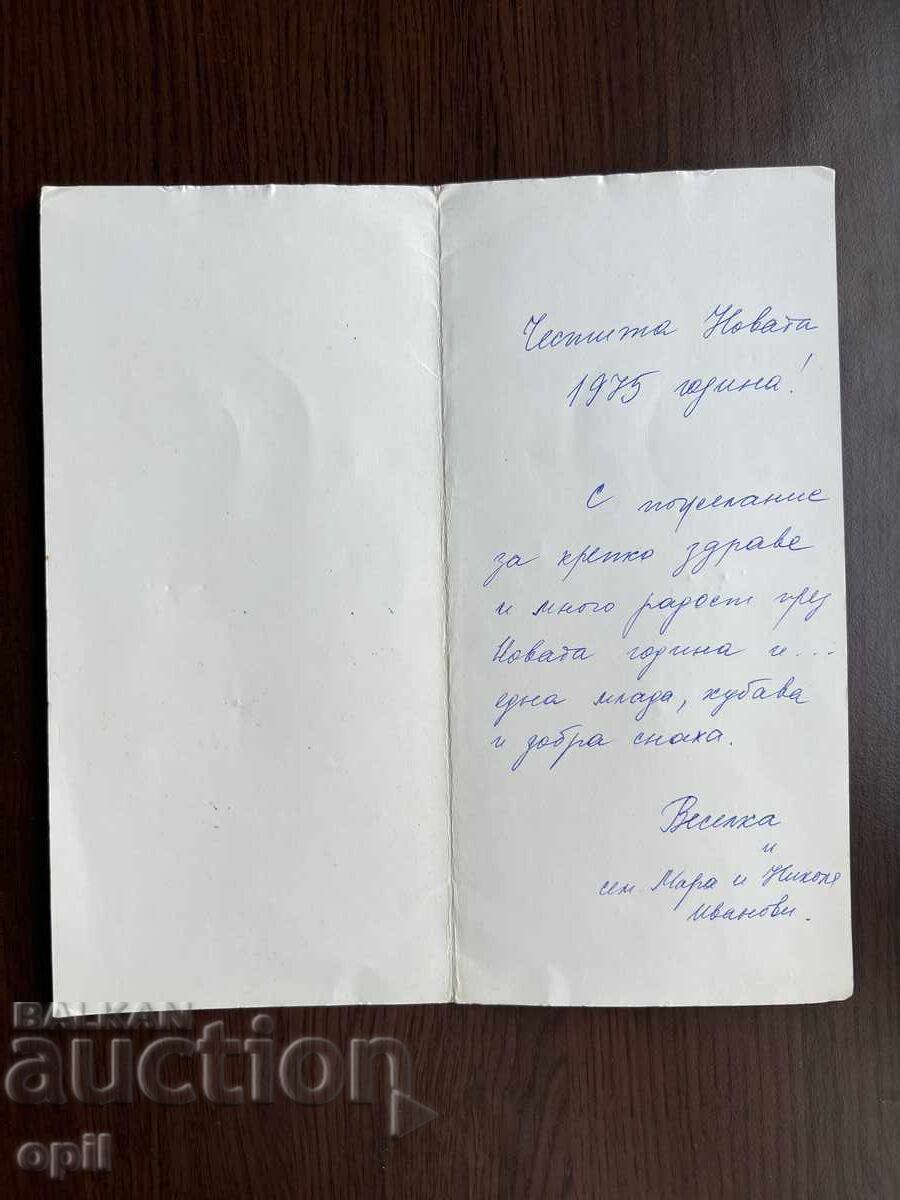 Честита Новата
1975 година!
С пожелание
за крепко здраве
и много радост през
Новата година и...
една млада, хубава
и добра снаха.
Веселка
и
сем. Мара и Никола
Иванови.
BALKAN
auction
opil